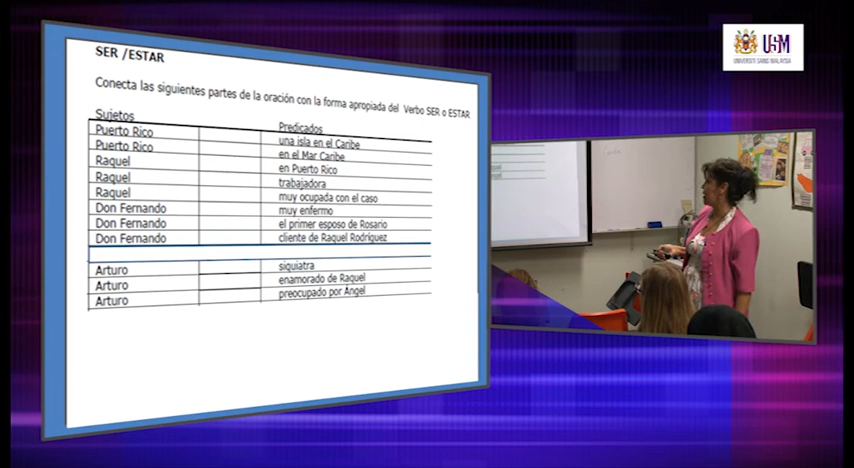 SER /ESTAR
Conecta las siguientes partes de la oración con la forma apropiada del Verbo SER o ESTAR
Sujetos Predicados
Puerto Rico una isla en el Caribe
Puerto Rico en el Mar Caribe
Raquel en Puerto Rico
Raquel trabajadora
Raquel muy ocupada con el caso
Don Fernando muy enfermo
Don Fernando el primer esposo de Rosario
Don Fernando cliente de Raquel Rodríguez
Arturo siquiatra
Arturo enamorado de Raquel
Arturo preocupado por Ángel
USM
UNIVERSITI SAINS MALAYSIA